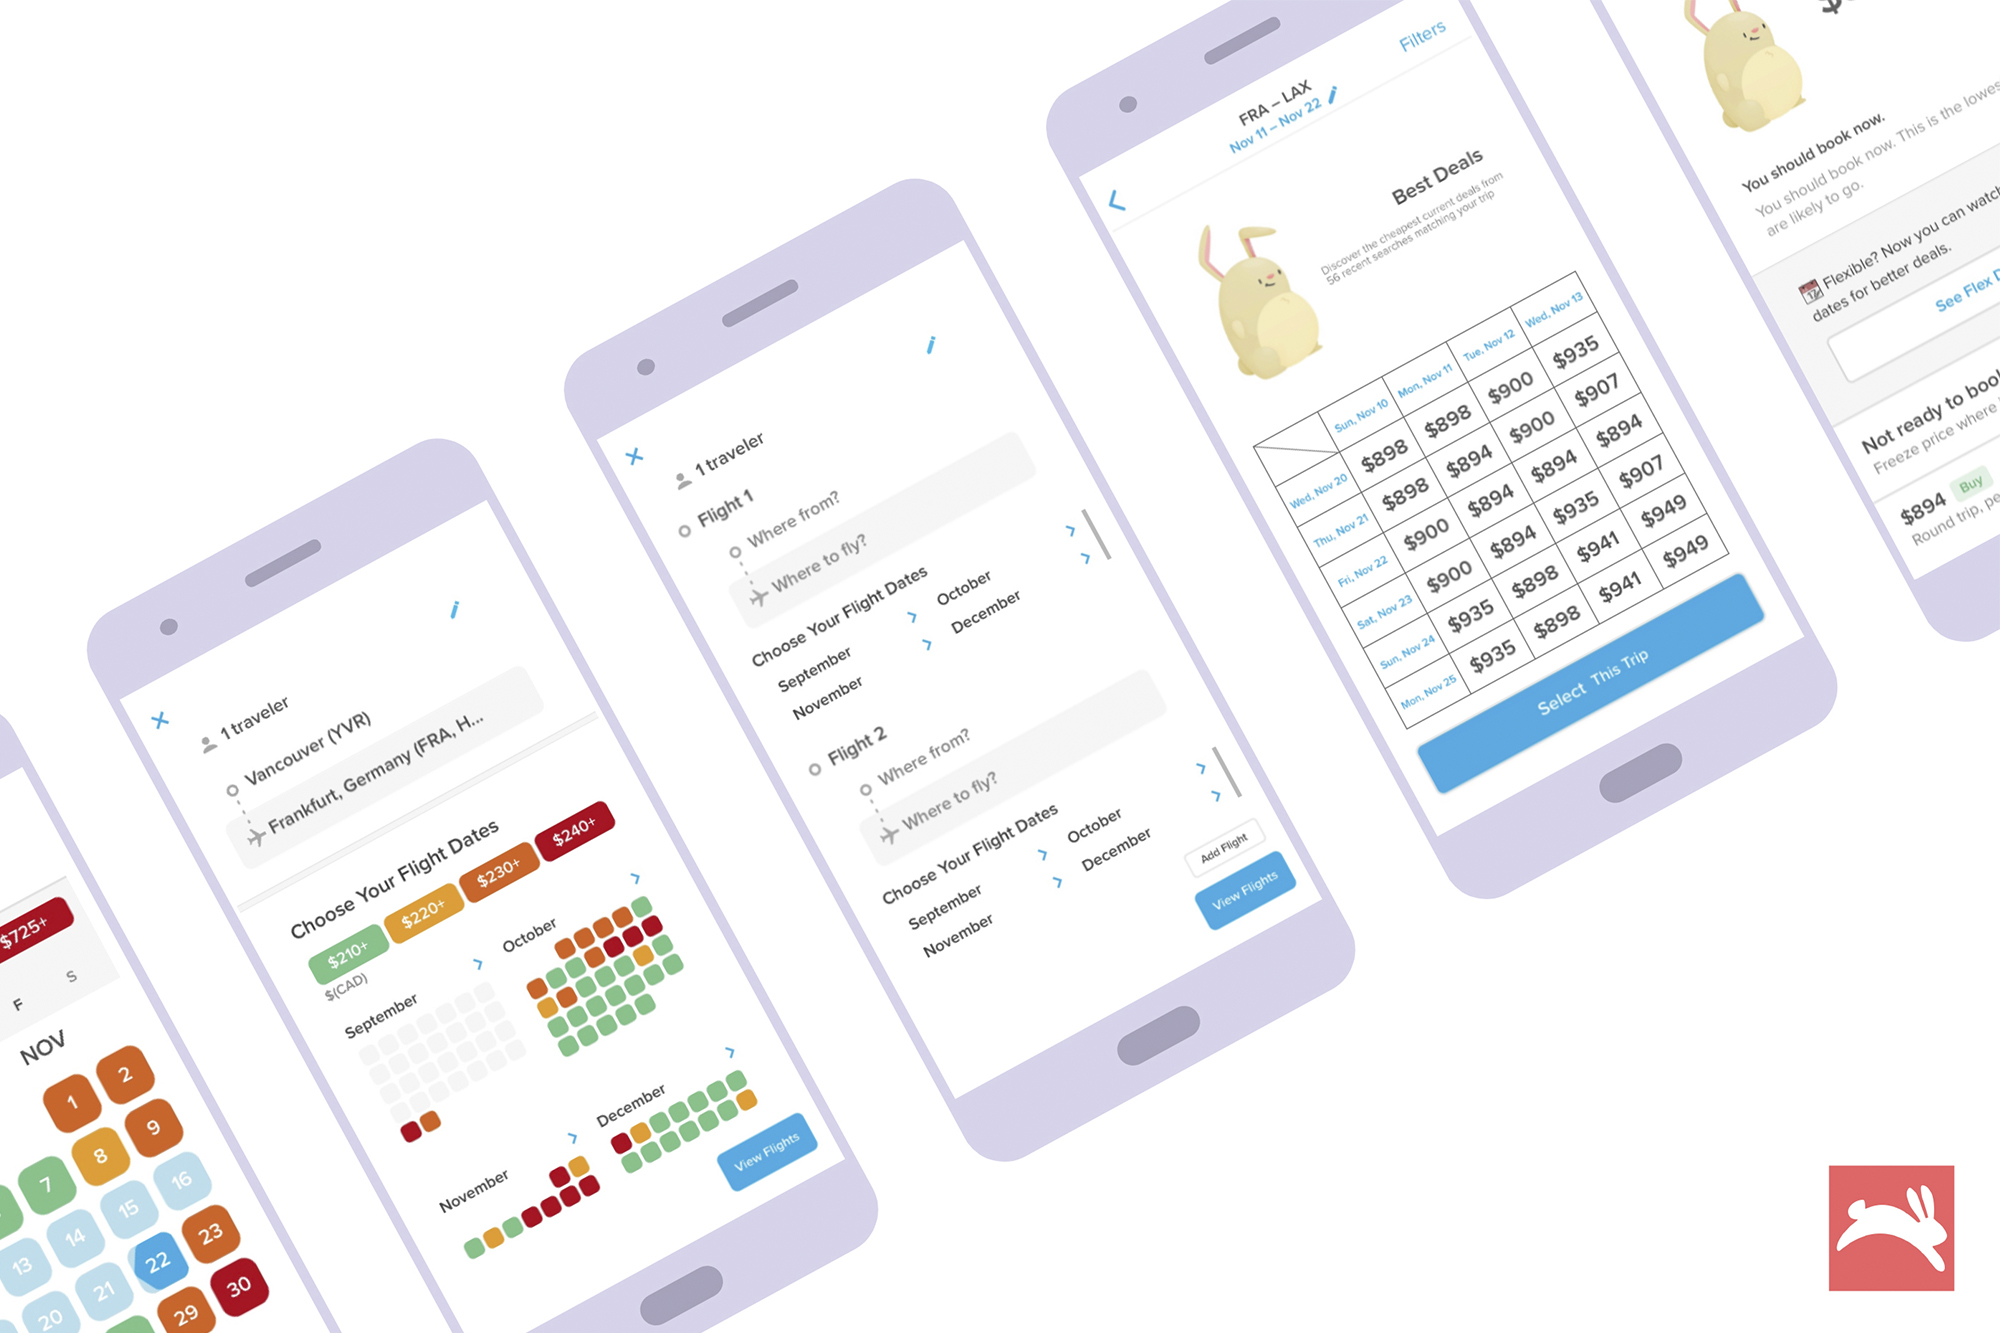 $725+
F
S
NOV
1
2
7
8
9
13
14
15
16
20
21
22
23
29
30
1 traveler
Vancouver (YVR)
Frankfurt, Germany (FRA, H...
Choose Your Flight Dates
$210+
$220+
$230+
$240+
$(CAD)
September
October
November
December
View Flights
1 traveler
Flight 1
Where from?
Where to fly?
Choose Your Flight Dates
September
October
November
December
Flight 2
Where from?
Where to fly?
Choose Your Flight Dates
September
October
November
December
Add Flight
View Flights
Filters
FRA – LAX
Nov 11 – Nov 22
Best Deals
Discover the cheapest current deals from
56 recent searches matching your trip
Sun, Nov 10 Mon, Nov 11 Tue, Nov 12 Wed, Nov 13
Wed, Nov 20 $898 $898 $900 $935
Thu, Nov 21 $898 $894 $900 $907
Fri, Nov 22 $900 $894 $894 $894
Sat, Nov 23 $900 $894 $935 $907
Sun, Nov 24 $935 $898 $941 $949
Mon, Nov 25 $935 $898 $941 $949
Select This Trip
You should book now.
You should book now. This is the lowes
are likely to go.
17
Flexible? Now you can watch
dates for better deals.
See Flex D
Not ready to book
Freeze price where
$894 Buy
Round trip, pe